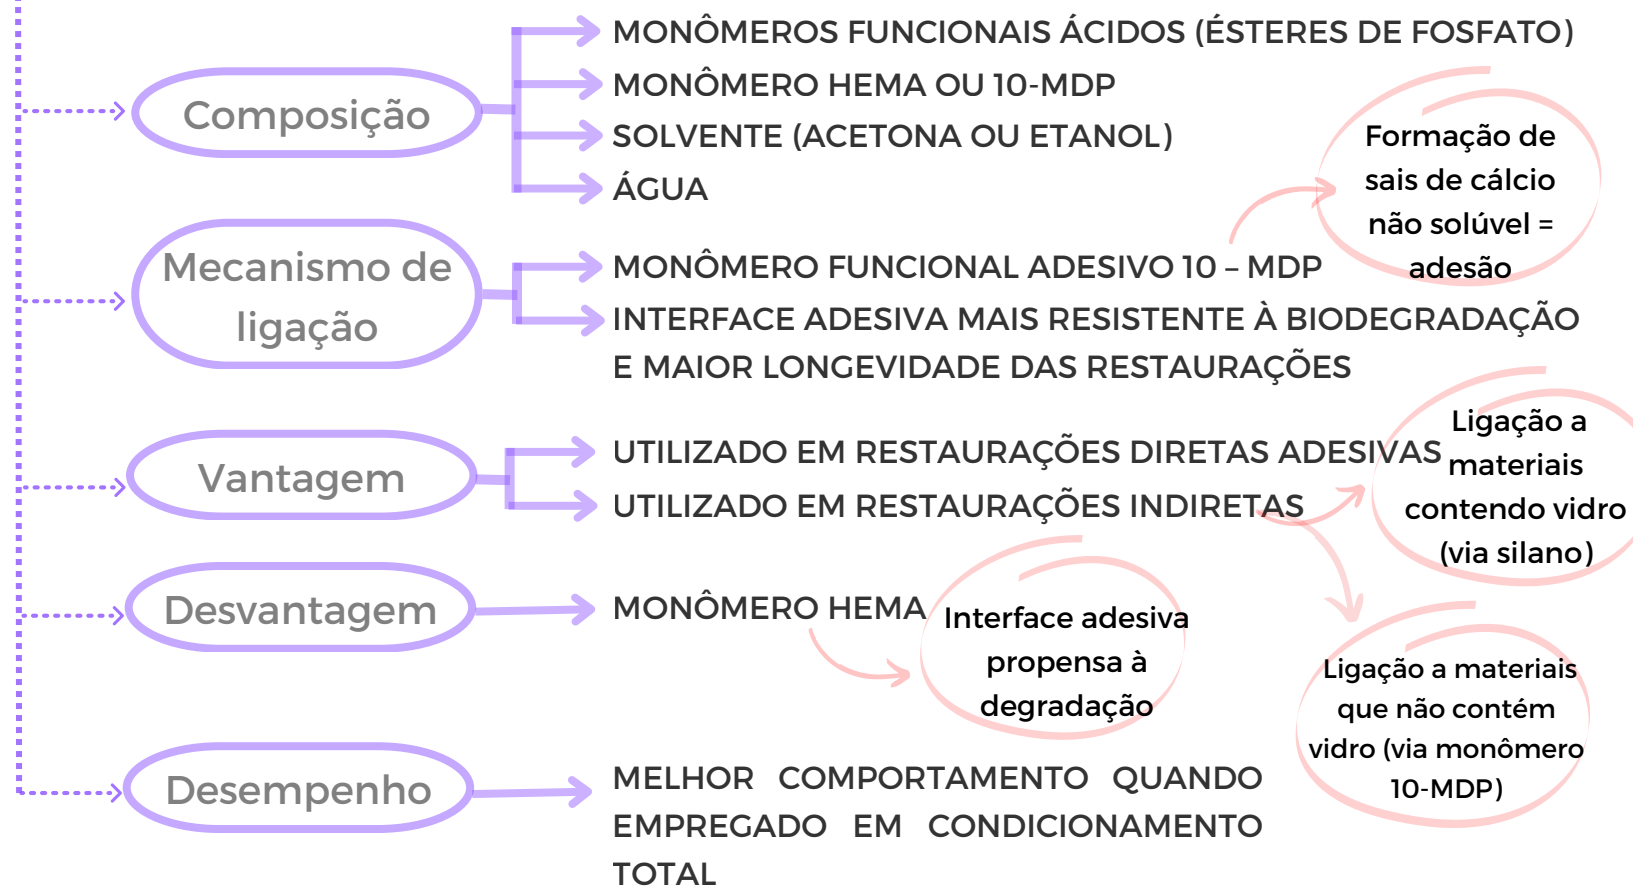 Composição
MONÔMEROS FUNCIONAIS ÁCIDOS (ÉSTERES DE FOSFATO)
MONÔMERO HEMA OU 10-MDP
SOLVENTE (ACETONA OU ETANOL)
ÁGUA
Formação de
sais de cálcio
não solúvel =
adesão
Mecanismo de
ligação
MONÔMERO FUNCIONAL ADESIVO 10 – MDP
INTERFACE ADESIVA MAIS RESISTENTE À BIODEGRADAÇÃO
E MAIOR LONGEVIDADE DAS RESTAURAÇÕES
Vantagem
UTILIZADO EM RESTAURAÇÕES DIRETAS ADESIVAS
UTILIZADO EM RESTAURAÇÕES INDIRETAS
Ligação a
materiais
contendo vidro
(via silano)
Ligação a materiais
que não contém
vidro (via monômero
10-MDP)
Desvantagem
MONÔMERO HEMA
Interface adesiva
propensa à
degradação
Desempenho
MELHOR COMPORTAMENTO QUANDO
EMPREGADO EM CONDICIONAMENTO
TOTAL